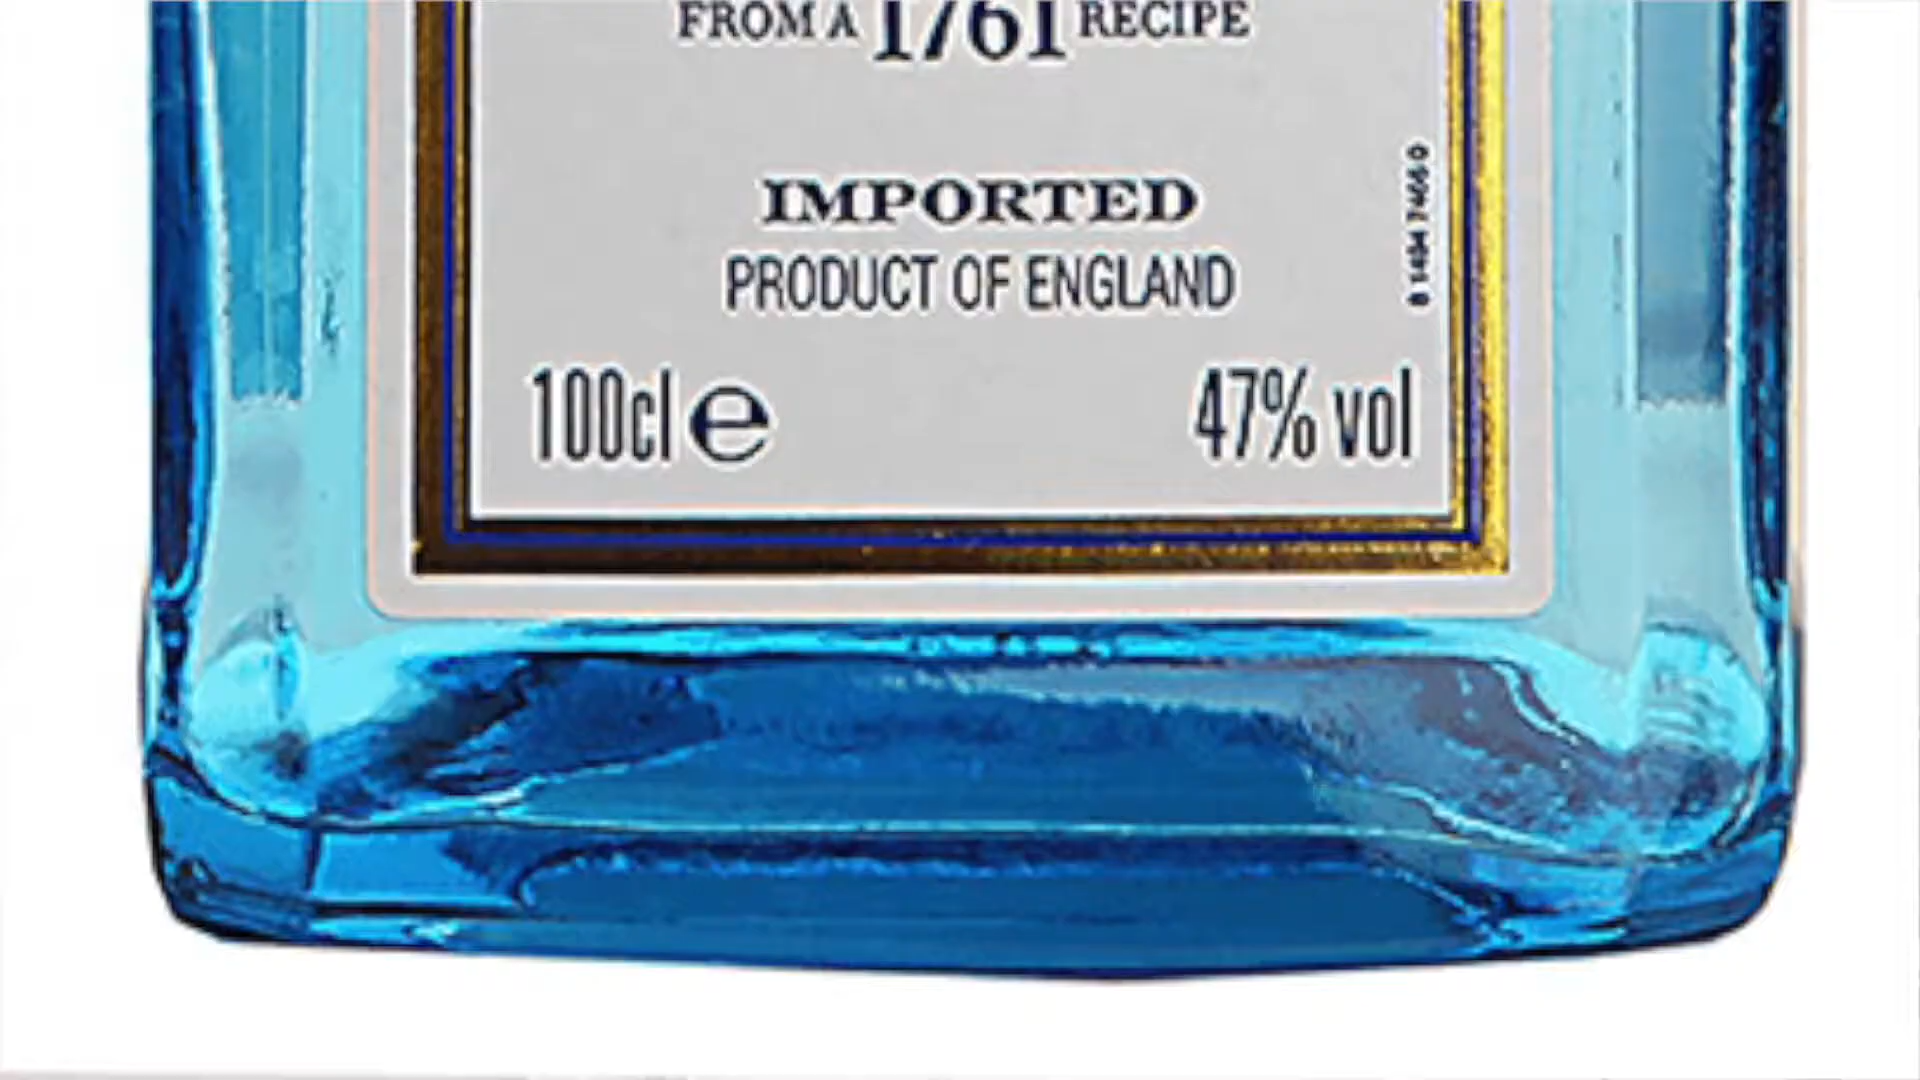 FROM A 1761 RECIPE
IMPORTED
PRODUCT OF ENGLAND
100cl e
47% vol